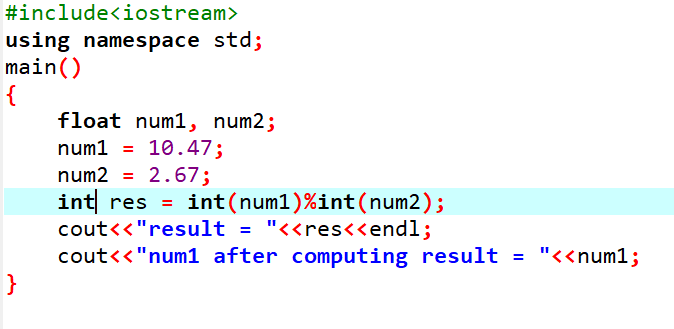 #include<iostream>
using namespace std;
main()
{
    float num1, num2;
    num1 = 10.47;
    num2 = 2.67;
    int res = int(num1)%int(num2);
    cout<<"result = "<<res<<endl;
    cout<<"num1 after computing result = "<<num1;
}